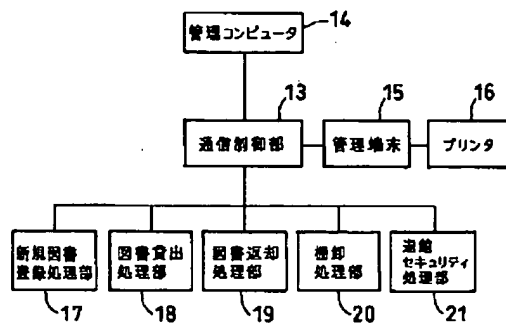 管理コンピュータ
14
13
15
16
通信制御部
管理端末
プリンタ
新規図書
登録処理部
図書貸出
処理部
図書返却
処理部
棚卸
処理部
退館
セキュリティ
処理部
17
18
19
20
21